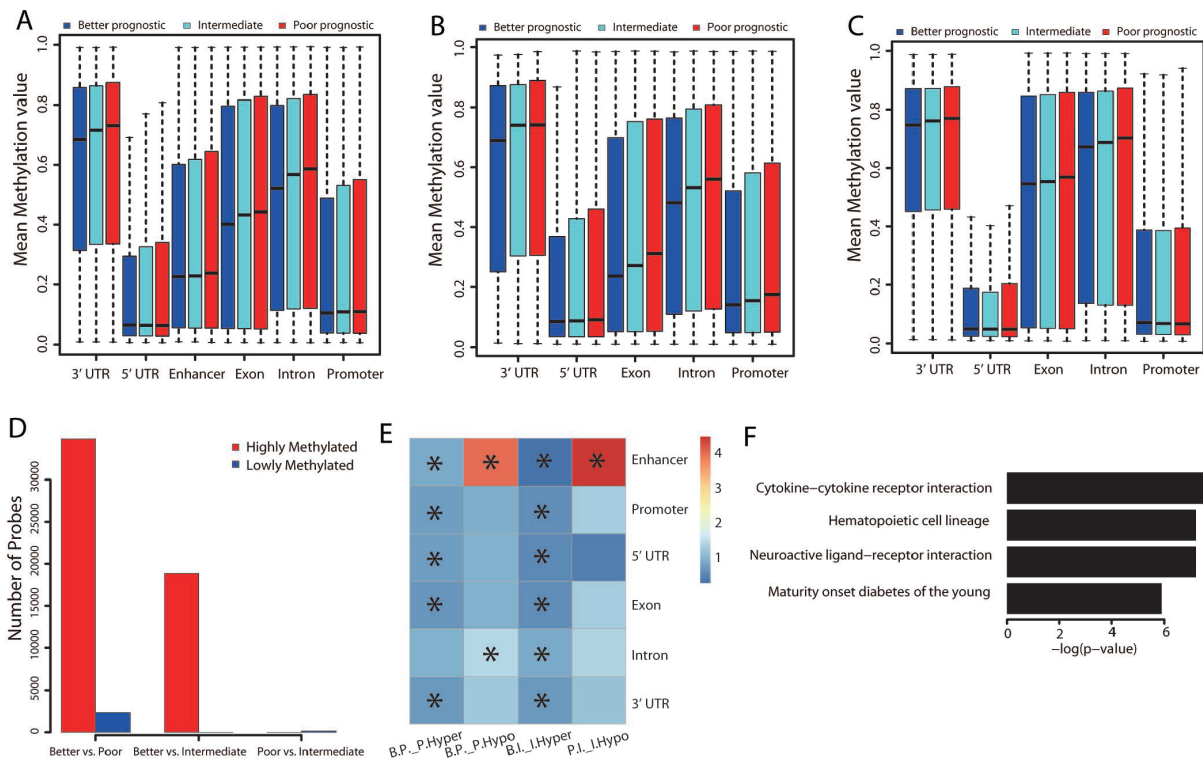 A
Better prognostic Intermediate Poor prognostic
Mean Methylation value
1.0
0.8
0.6
0.4
0.2
0.0
3' UTR 5' UTR Enhancer Exon Intron Promoter
B
Better prognostic Intermediate Poor prognostic
Mean Methylation value
1.0
0.8
0.6
0.4
0.2
0.0
3' UTR 5' UTR Exon Intron Promoter
C
Better prognostic Intermediate Poor prognostic
Mean Methylation value
1.0
0.8
0.6
0.4
0.2
0.0
3' UTR 5' UTR Exon Intron Promoter
D
Highly Methylated
Lowly Methylated
Number of Probes
30000
25000
20000
15000
10000
5000
0
Better vs. Poor Better vs. Intermediate Poor vs. Intermediate
E
* * * * Enhancer
* * Promoter
* * 5' UTR
* * Exon
* * Intron
* * 3' UTR
B.P._P.Hyper B.P._P.Hypo B.I._I.Hyper P.I._I.Hypo
4
3
2
1
F
Cytokine−cytokine receptor interaction
Hematopoietic cell lineage
Neuroactive ligand−receptor interaction
Maturity onset diabetes of the young
0 2 4 6
−log(p−value)